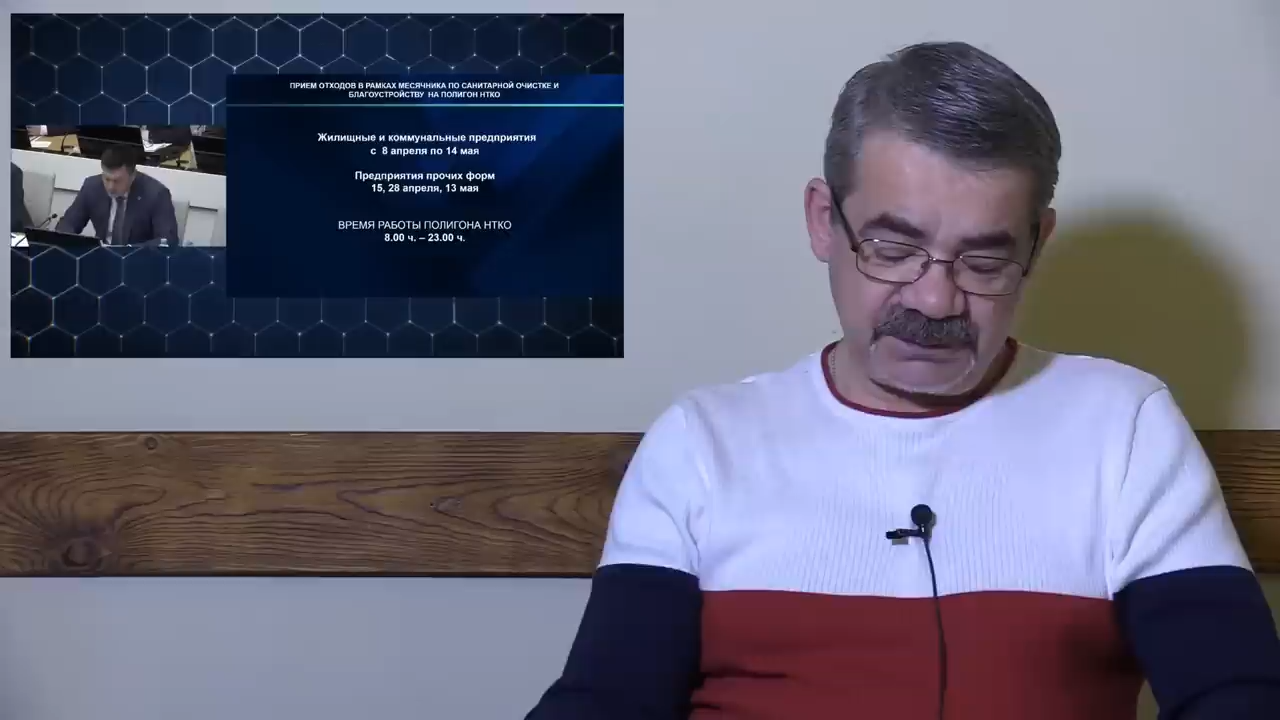 ПРИЕМ ОТХОДОВ В РАМКАХ МЕСЯЧНИКА ПО САНИТАРНОЙ ОЧИСТКЕ И
БЛАГОУСТРОЙСТВУ НА ПОЛИГОН НТКО
Жилищные и коммунальные предприятия
с 8 апреля по 14 мая
Предприятия прочих форм
15, 28 апреля, 13 мая
ВРЕМЯ РАБОТЫ ПОЛИГОНА НТКО
8.00 ч. – 23.00 ч.